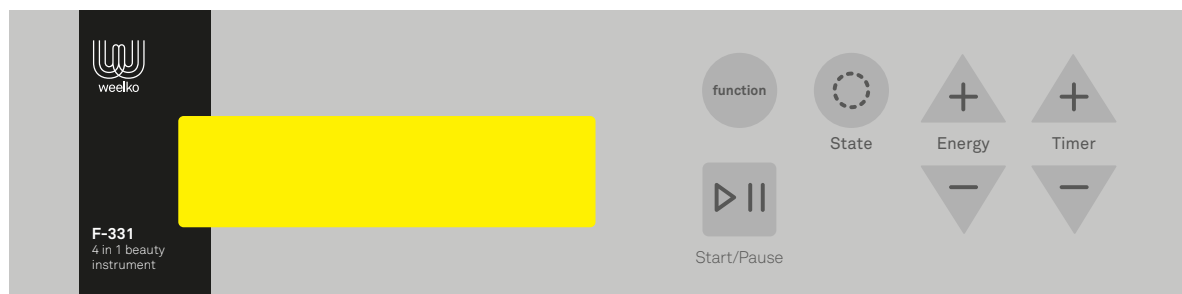 weelko
F-331
4 in 1 beauty
instrument
function
State
Energy
Timer
Start/Pause